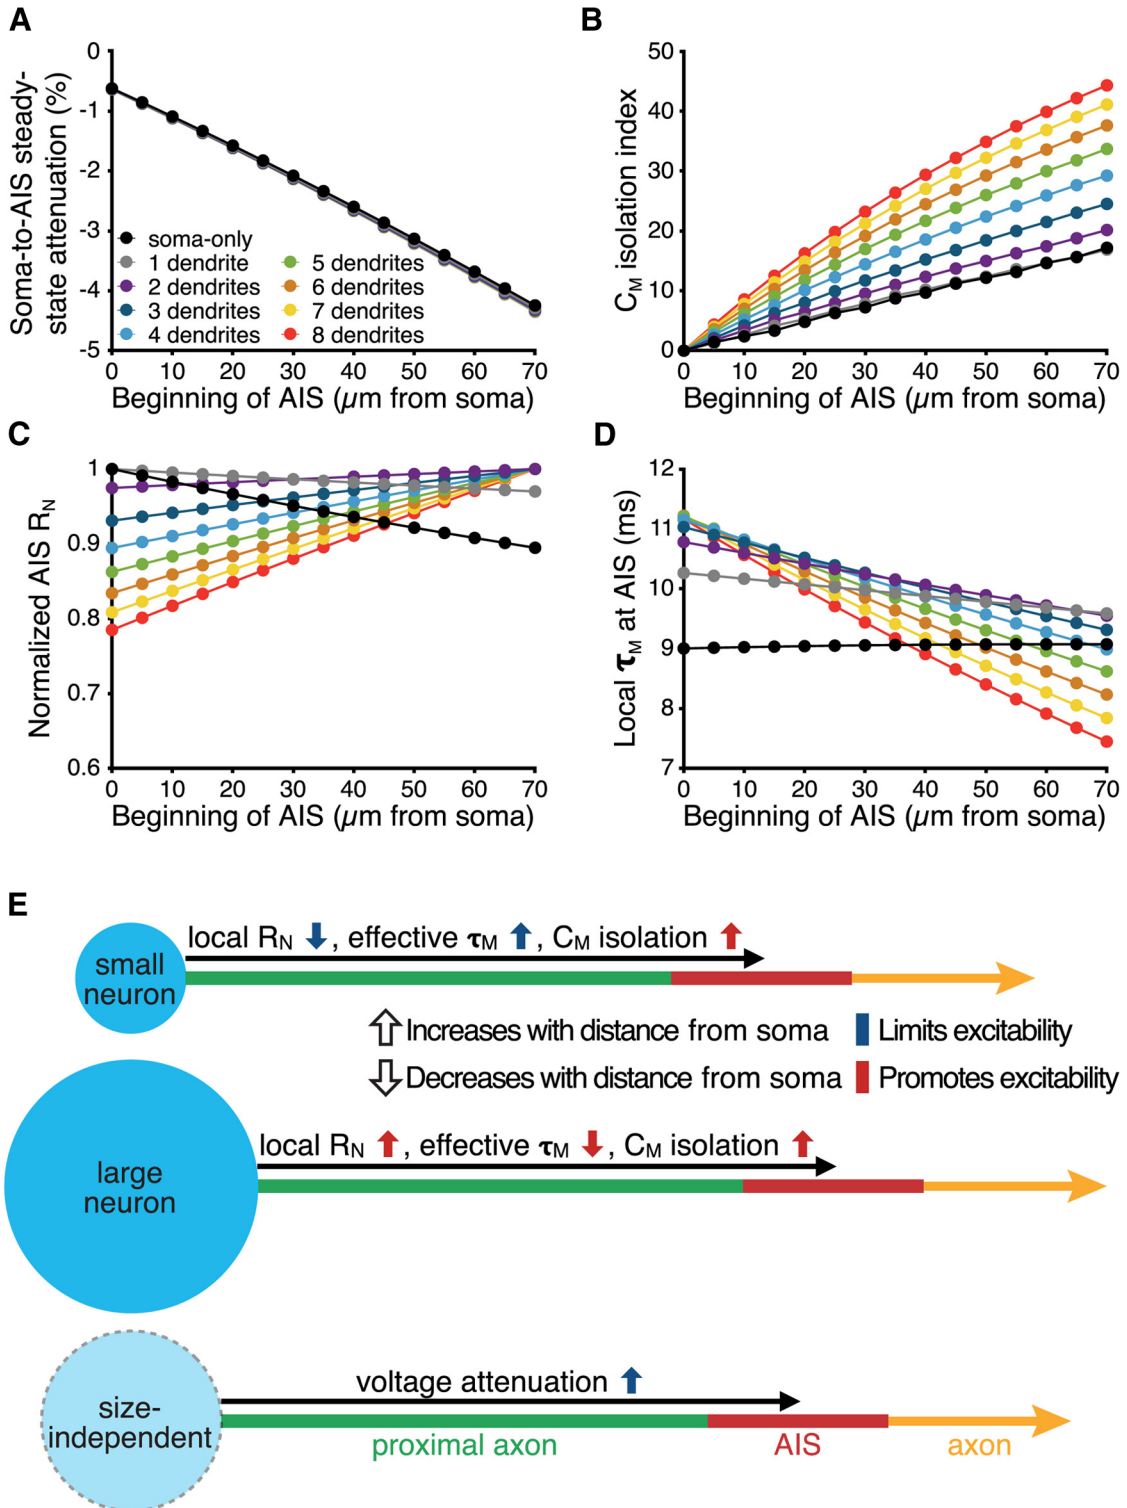 A
Soma-to-AIS steady-
state attenuation (%)
0
-1
-2
-3
-4
-5
soma-only
1 dendrite
2 dendrites
3 dendrites
4 dendrites
5 dendrites
6 dendrites
7 dendrites
8 dendrites
0 10 20 30 40 50 60 70
Beginning of AIS (µm from soma)
B
CM isolation index
50
40
30
20
10
0
0 10 20 30 40 50 60 70
Beginning of AIS (µm from soma)
C
Normalized AIS RN
1
0.9
0.8
0.7
0.6
0 10 20 30 40 50 60 70
Beginning of AIS (µm from soma)
D
Local τM at AIS (ms)
12
11
10
9
8
7
0 10 20 30 40 50 60 70
Beginning of AIS (µm from soma)
E
small
neuron
local RN ↓, effective τM ↑, CM isolation ↑
Increases with distance from soma
Limits excitability
Decreases with distance from soma
Promotes excitability
large
neuron
local RN ↑, effective τM ↓, CM isolation ↑
size-
independent
voltage attenuation ↑
proximal axon
AIS
axon